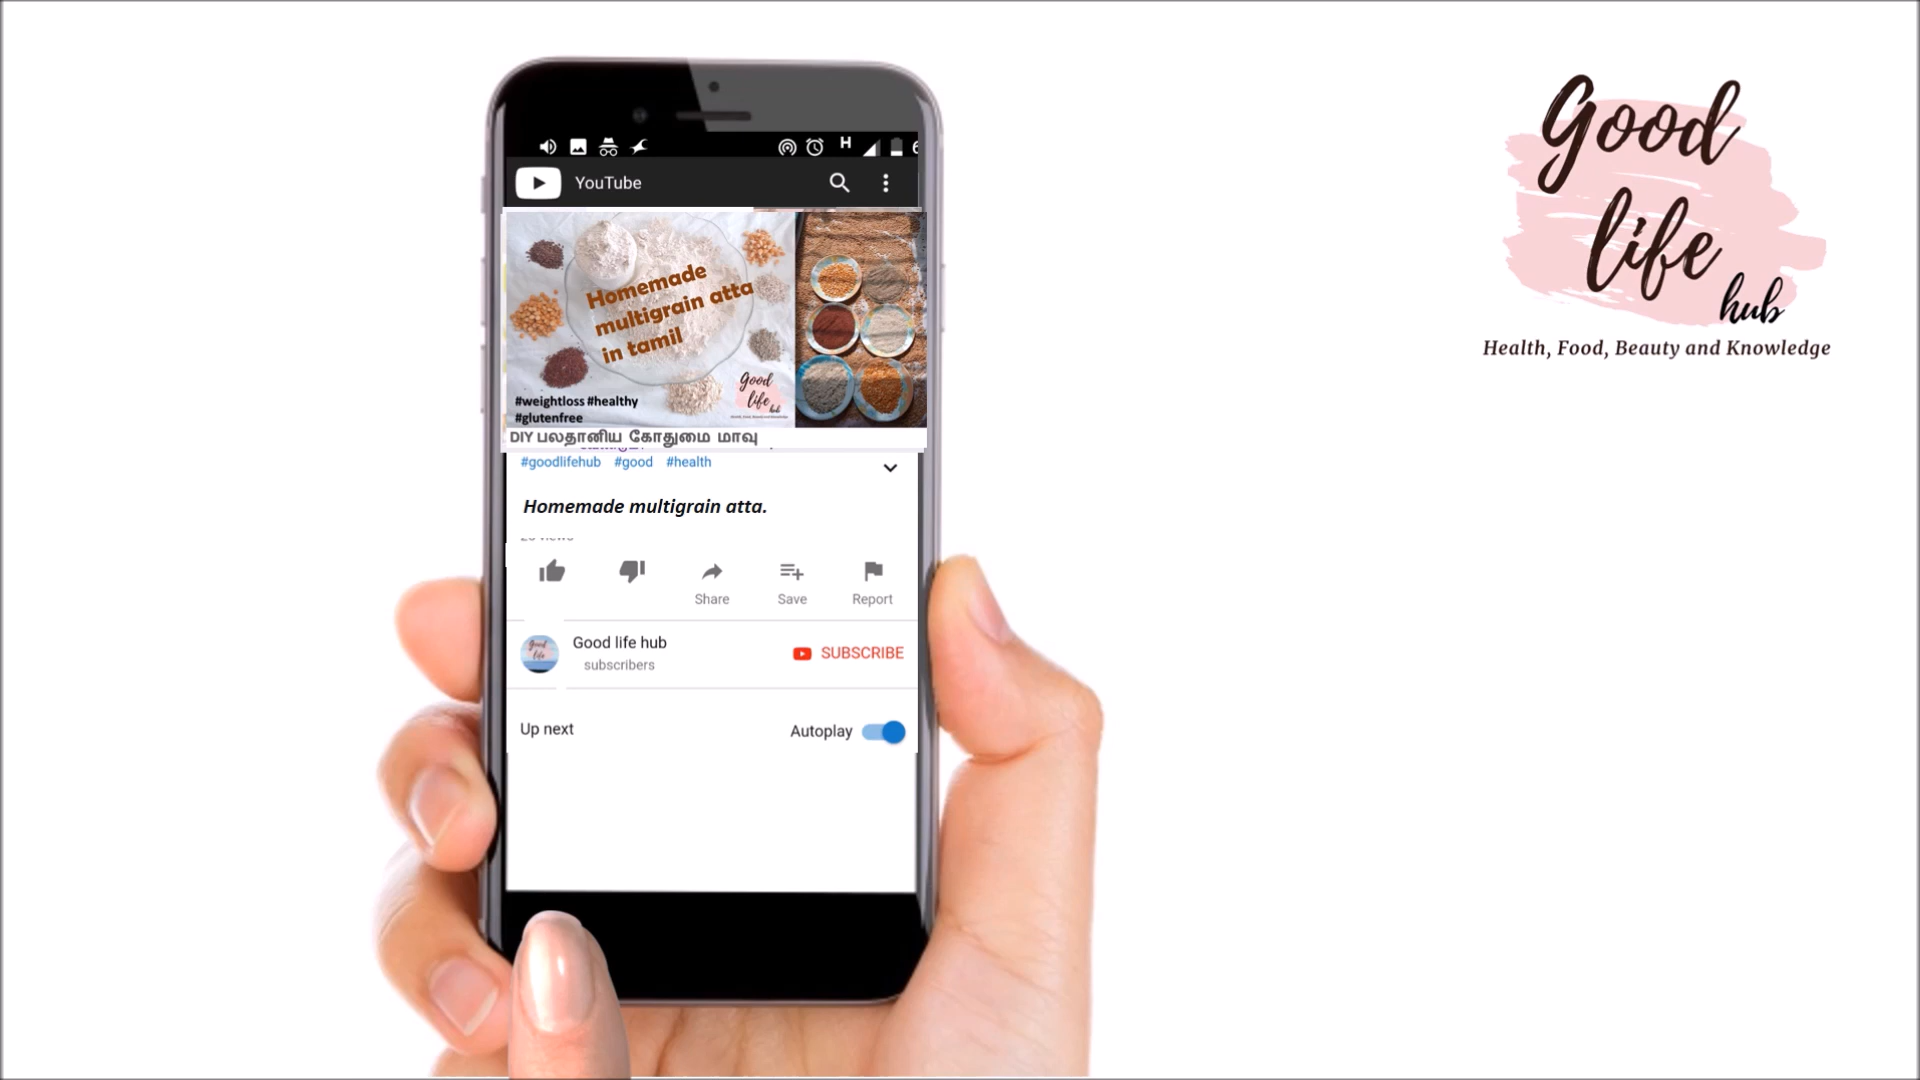 Good
life
hub
Health, Food, Beauty and Knowledge
H
YouTube
Homemade
multigrain atta
in tamil
Good
life
hub
#weightloss #healthy
#glutenfree
DIY பலதானிய கோதுமை மாவு
#goodlifehub #good #health
Homemade multigrain atta.
Share Save Report
Good life hub
subscribers
SUBSCRIBE
Up next
Autoplay